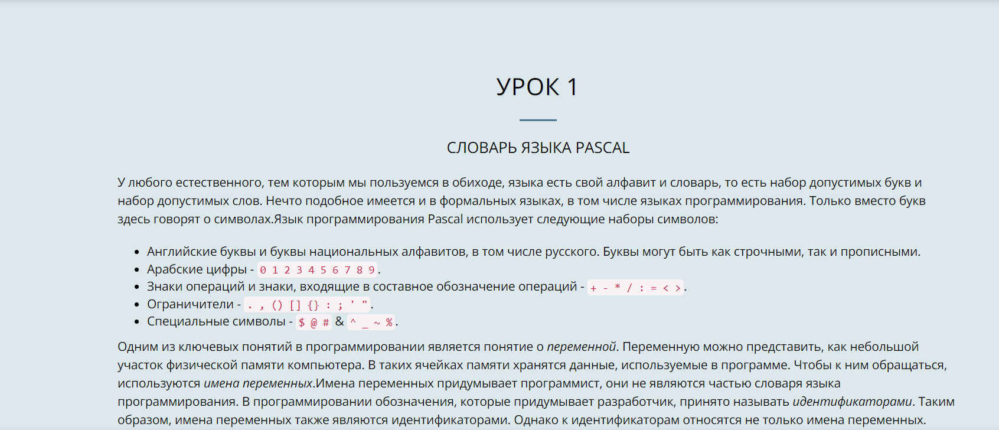 УРОК 1
СЛОВАРЬ ЯЗЫКА PASCAL
У любого естественного, тем которым мы пользуемся в обиходе, языка есть свой алфавит и словарь, то есть набор допустимых букв и
набор допустимых слов. Нечто подобное имеется и в формальных языках, в том числе языках программирования. Только вместо букв
здесь говорят о символах.Язык программирования Pascal использует следующие наборы символов:
• Английские буквы и буквы национальных алфавитов, в том числе русского. Буквы могут быть как строчными, так и прописными.
• Арабские цифры - 0 1 2 3 4 5 6 7 8 9.
• Знаки операций и знаки, входящие в составное обозначение операций - + - * / : = < >.
• Ограничители - . , () [] {} : ; ' ".
• Специальные символы - $ @ # & ^ _ ~ %.
Одним из ключевых понятий в программировании является понятие о переменной. Переменную можно представить, как небольшой
участок физической памяти компьютера. В таких ячейках памяти хранятся данные, используемые в программе. Чтобы к ним обращаться,
используются имена переменных.Имена переменных придумывает программист, они не являются частью словаря языка
программирования. В программировании обозначения, которые придумывает разработчик, принято называть идентификаторами. Таким
образом, имена переменных также являются идентификаторами. Однако к идентификаторам относятся не только имена переменных.